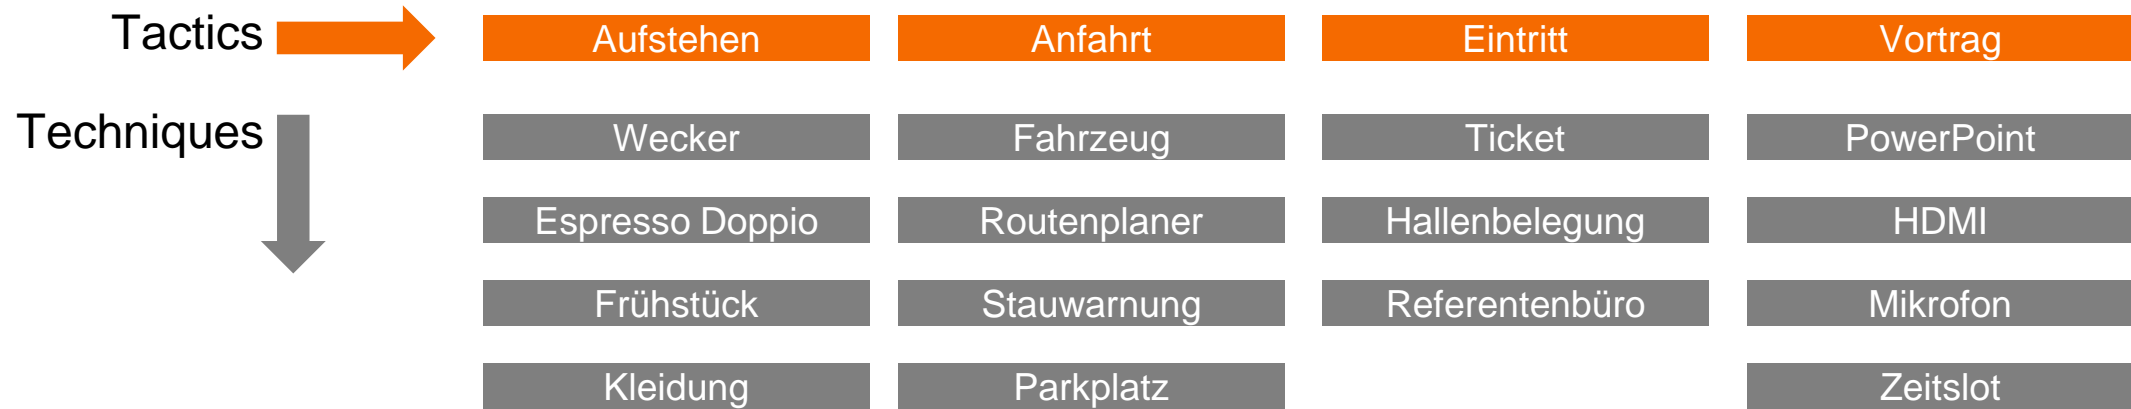 Tactics Aufstehen Anfahrt Eintritt Vortrag
Techniques Wecker Fahrzeug Ticket PowerPoint
Espresso Doppio Routenplaner Hallenbelegung HDMI
Frühstück Stauwarnung Referentenbüro Mikrofon
Kleidung Parkplatz Zeitslot